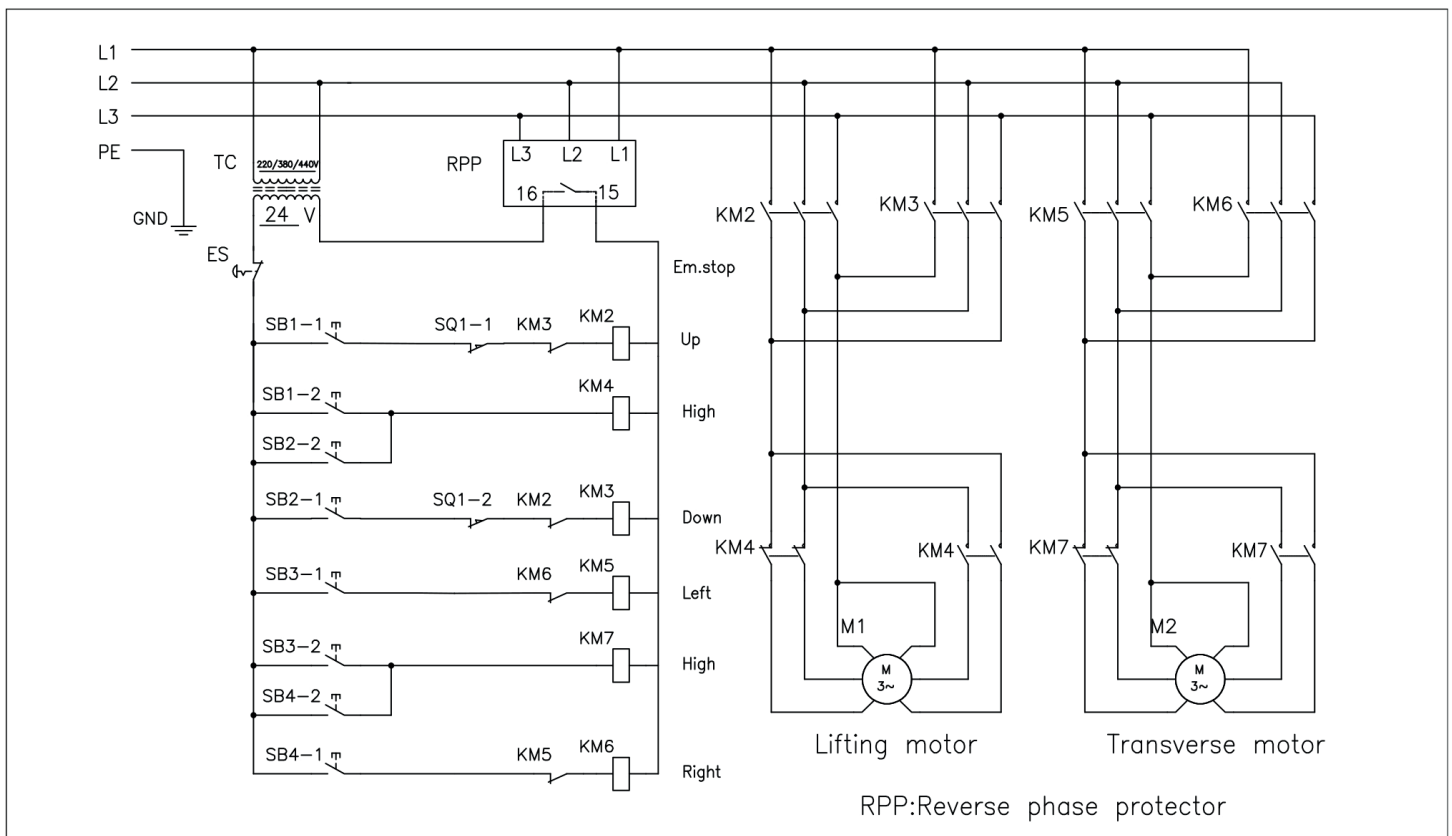 L1
L2
L3
PE
GND
TC
220/380/440V
24 V
RPP
L3 L2 L1
16 15
ES
Em.stop
SB1-1 SQ1-1 KM3 KM2 Up
SB1-2 KM4 High
SB2-2
SB2-1 SQ1-2 KM2 KM3 Down
SB3-1 KM6 KM5 Left
SB3-2 KM7 High
SB4-2
SB4-1 KM5 KM6 Right
KM2 KM3 KM5 KM6
KM4 KM4 KM7 KM7
M1 M2
M
3~
M
3~
Lifting motor
Transverse motor
RPP:Reverse phase protector